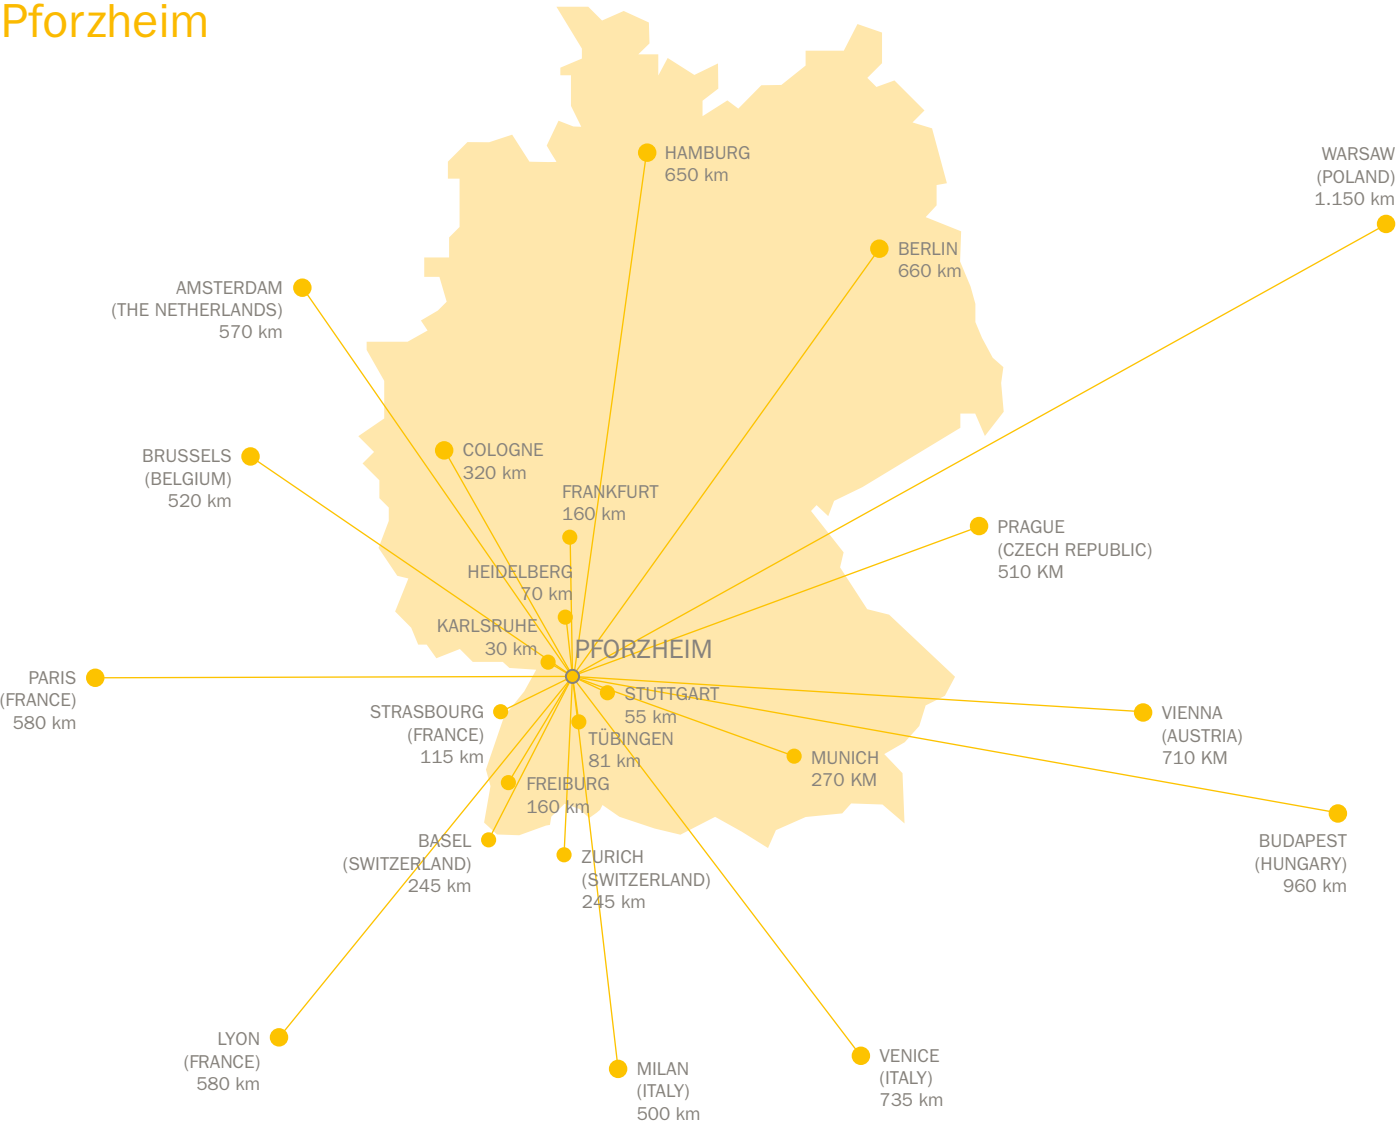 Pforzheim
HAMBURG
650 km
WARSAW
(POLAND)
1.150 km
BERLIN
660 km
AMSTERDAM
(THE NETHERLANDS)
570 km
BRUSSELS
(BELGIUM)
520 km
COLOGNE
320 km
FRANKFURT
160 km
PRAGUE
(CZECH REPUBLIC)
510 KM
HEIDELBERG
70 km
KARLSRUHE
30 km
PFORZHEIM
PARIS
(FRANCE)
580 km
STRASBOURG
(FRANCE)
115 km
STUTTGART
55 km
TÜBINGEN
81 km
MUNICH
270 KM
VIENNA
(AUSTRIA)
710 KM
FREIBURG
160 km
BASEL
(SWITZERLAND)
245 km
ZURICH
(SWITZERLAND)
245 km
BUDAPEST
(HUNGARY)
960 km
LYON
(FRANCE)
580 km
MILAN
(ITALY)
500 km
VENICE
(ITALY)
735 km